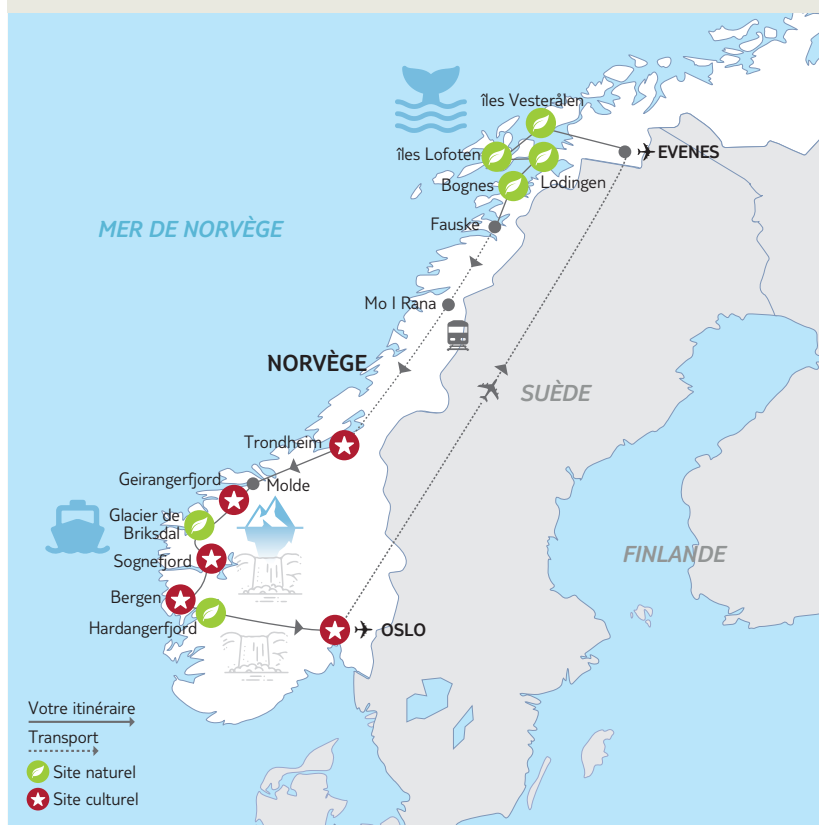 îles Vesterålen
îles Lofoten
EVENES
Bognes
Lodingen
Fauske
MER DE NORVÈGE
Mo I Rana
NORVÈGE
SUÈDE
Trondheim
Geirangerfjord
Molde
Glacier de
Briksdal
Sognefjord
FINLANDE
Bergen
Hardangerfjord
OSLO
Votre itinéraire
Transport
Site naturel
Site culturel